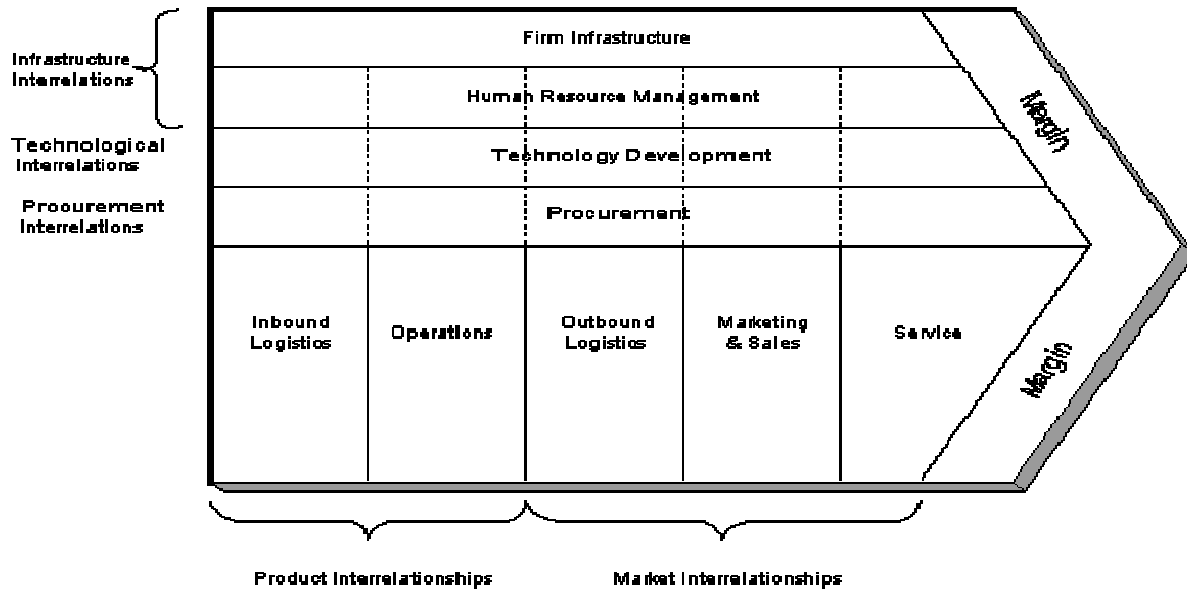 Firm Infrastructure
Infrastructure
Interrelations
Human Resource Management
Margin
Technological
Interrelations
Technology Development
Procurement
Interrelations
Procurement
Inbound
Logistics
Operations
Outbound
Logistics
Marketing
& Sales
Service
Margin
Product Interrelationships
Market Interrelationships